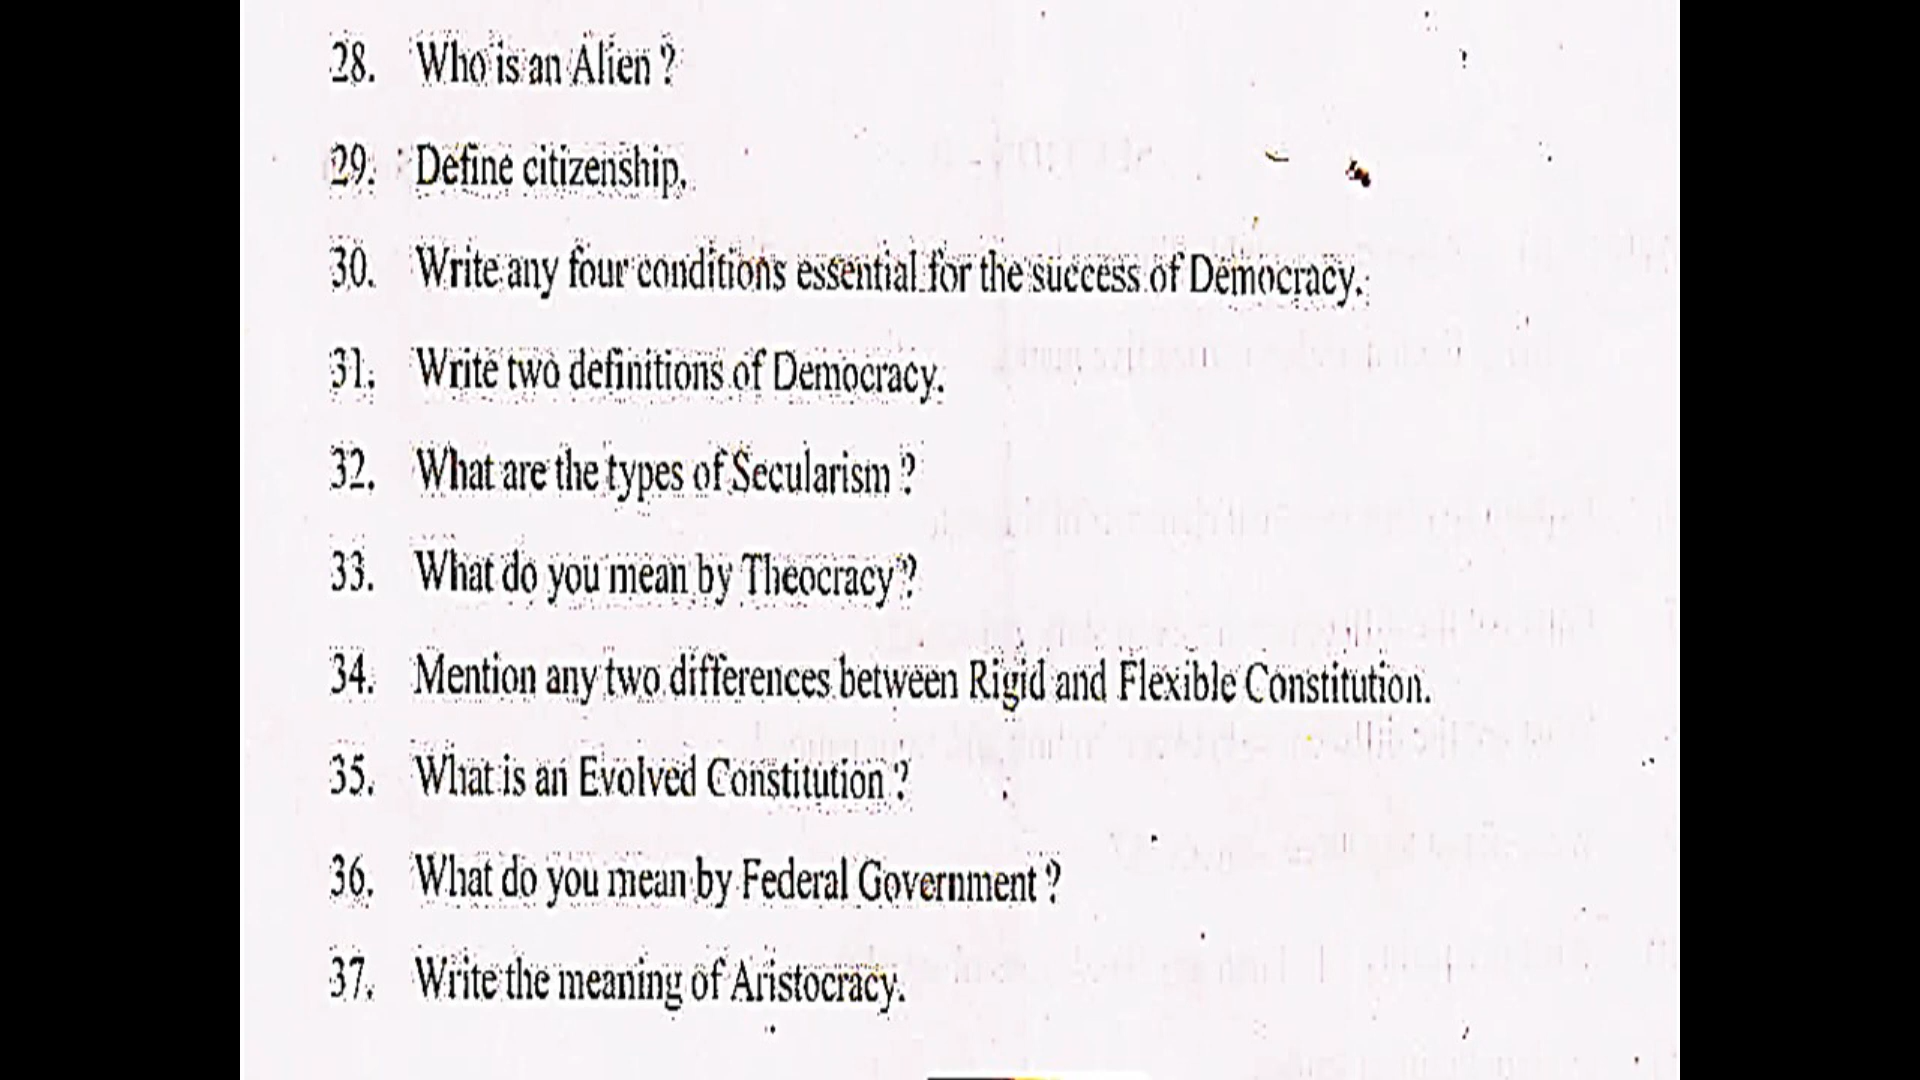 28. Who is an Alien ?
29. Define citizenship.
30. Write any four conditions essential for the success of Democracy.
31. Write two definitions of Democracy.
32. What are the types of Secularism ?
33. What do you mean by Theocracy ?
34. Mention any two differences between Rigid and Flexible Constitution.
35. What is an Evolved Constitution ?
36. What do you mean by Federal Government ?
37. Write the meaning of Aristocracy.